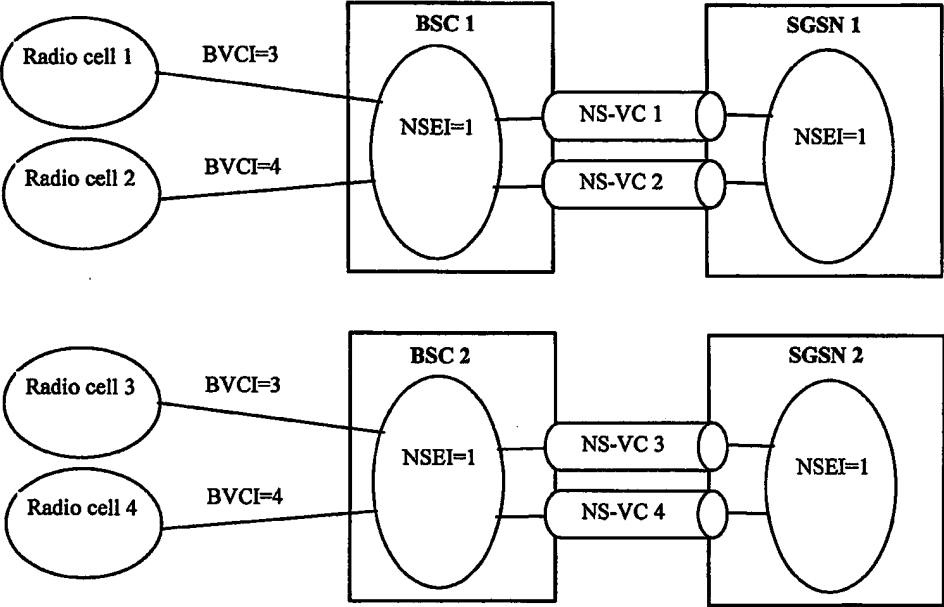 BSC 1
SGSN 1
Radio cell 1
BVCI=3
NS-VC 1
NSEI=1
NSEI=1
BVCI=4
Radio cell 2
NS-VC 2
BSC 2
SGSN 2
Radio cell 3
BVCI=3
NS-VC 3
NSEI=1
NSEI=1
BVCI=4
Radio cell 4
NS-VC 4